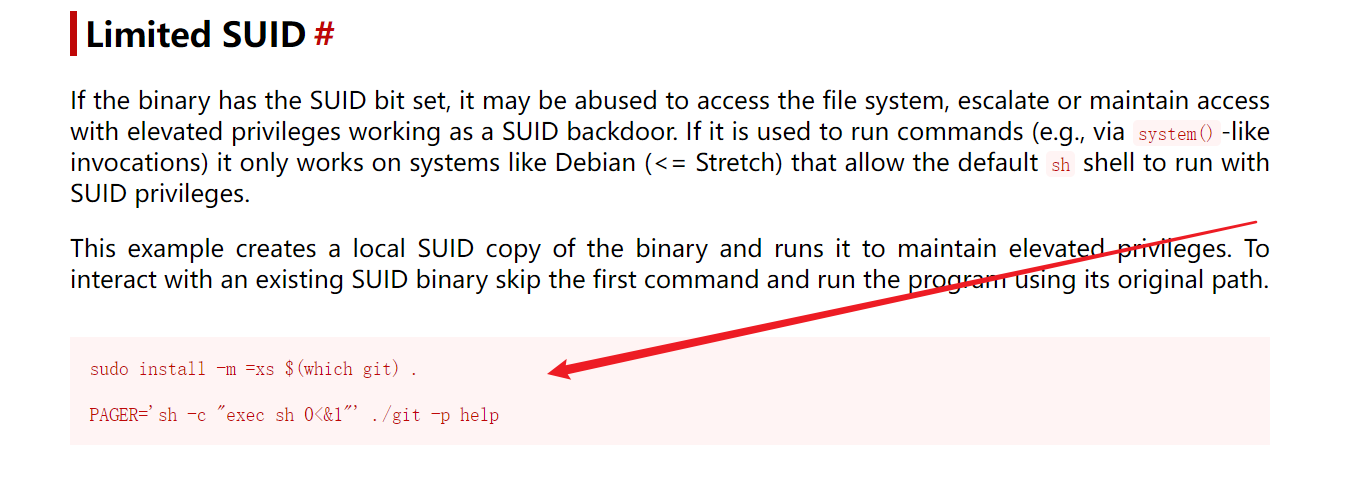 Limited SUID #
If the binary has the SUID bit set, it may be abused to access the file system, escalate or maintain access
with elevated privileges working as a SUID backdoor. If it is used to run commands (e.g., via system() -like
invocations) it only works on systems like Debian (<= Stretch) that allow the default sh shell to run with
SUID privileges.
This example creates a local SUID copy of the binary and runs it to maintain elevated privileges. To
interact with an existing SUID binary skip the first command and run the program using its original path.
sudo install -m =xs $(which git) .
PAGER='sh -c "exec sh 0<&1"' ./git -p help